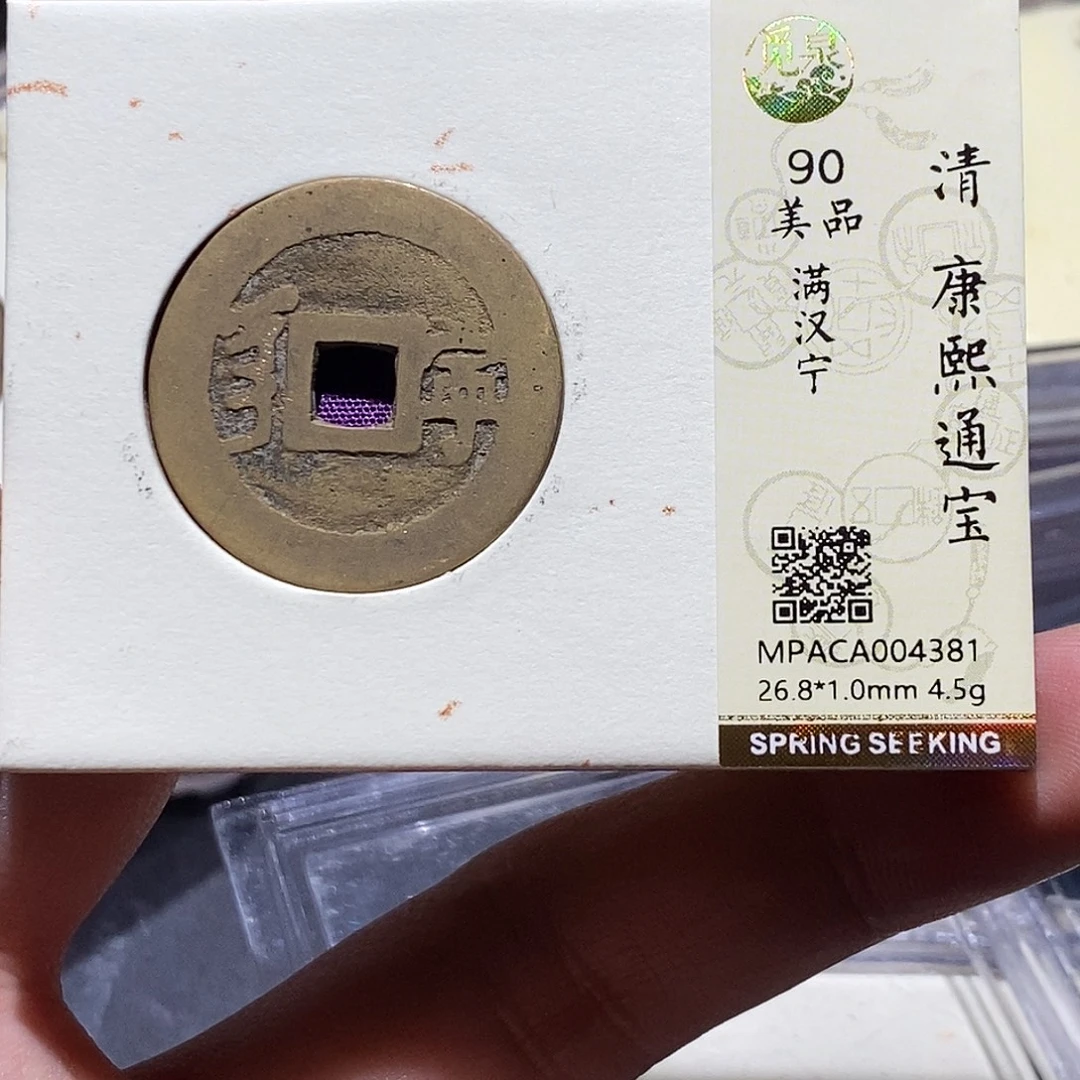 觅泉
90
美品
满汉宁
清 康熙通宝
MPACA004381
26.8*1.0mm 4.5g
SPRING SEEKING